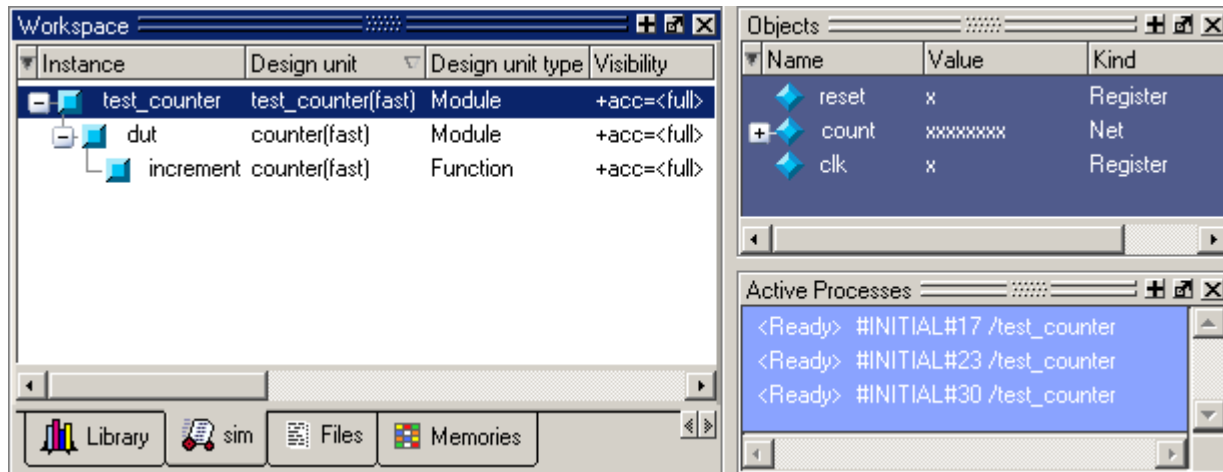 Workspace
Instance Design unit Design unit type Visibility
test_counter test_counter(fast) Module +acc=<full>
dut counter(fast) Module +acc=<full>
increment counter(fast) Function +acc=<full>
Library sim Files Memories
Objects
Name Value Kind
reset x Register
count xxxxxxxx Net
clk x Register
Active Processes
<Ready> #INITIAL#17 /test_counter
<Ready> #INITIAL#23 /test_counter
<Ready> #INITIAL#30 /test_counter